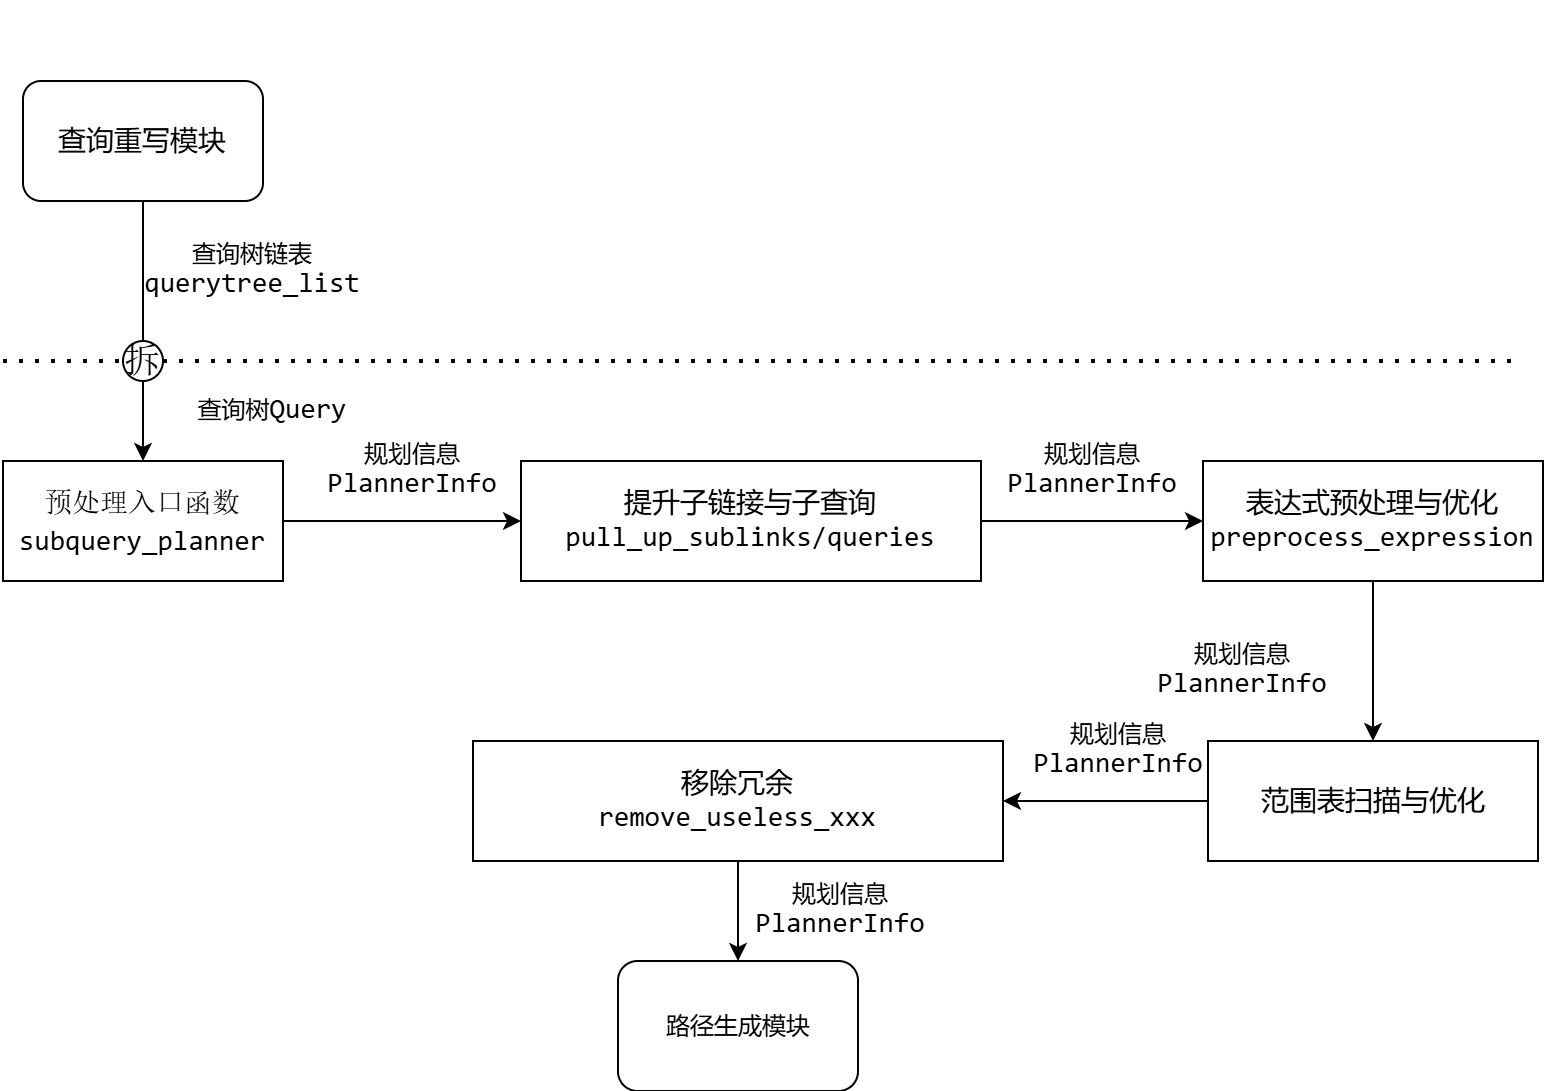 查询重写模块
查询树链表
querytree_list
拆
查询树Query
预处理入口函数
subquery_planner
规划信息
PlannerInfo
提升子链接与子查询
pull_up_sublinks/queries
规划信息
PlannerInfo
表达式预处理与优化
preprocess_expression
规划信息
PlannerInfo
范围表扫描与优化
规划信息
PlannerInfo
移除冗余
remove_useless_xxx
规划信息
PlannerInfo
路径生成模块